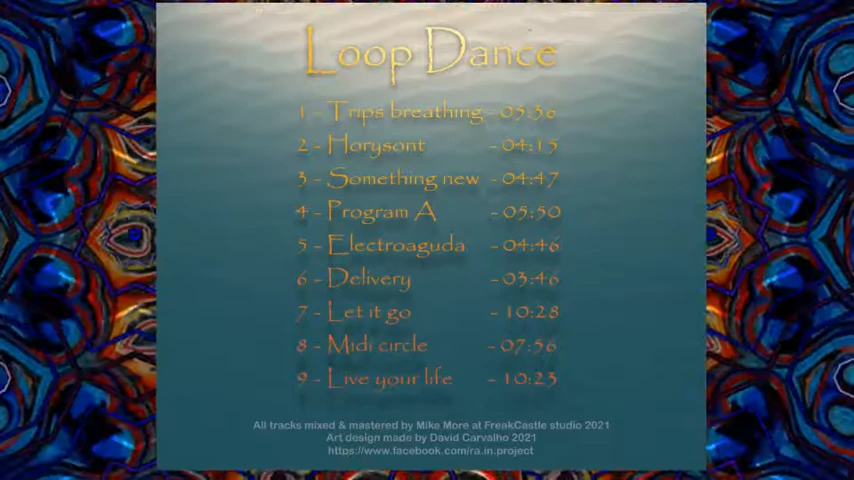 Loop Dance
1 - Trips breathing - 05:36
2 - Horysont - 04:15
3 - Something new - 04:47
4 - Program A - 05:50
5 - Electroaguda - 04:46
6 - Delivery - 03:46
7 - Let it go - 10:28
8 - Midi circle - 07:56
9 - Live your life - 10:23
All tracks mixed & mastered by Mike More at FreakCastle studio 2021
Art design made by David Carvalho 2021
https://www.facebook.com/ra.in.project